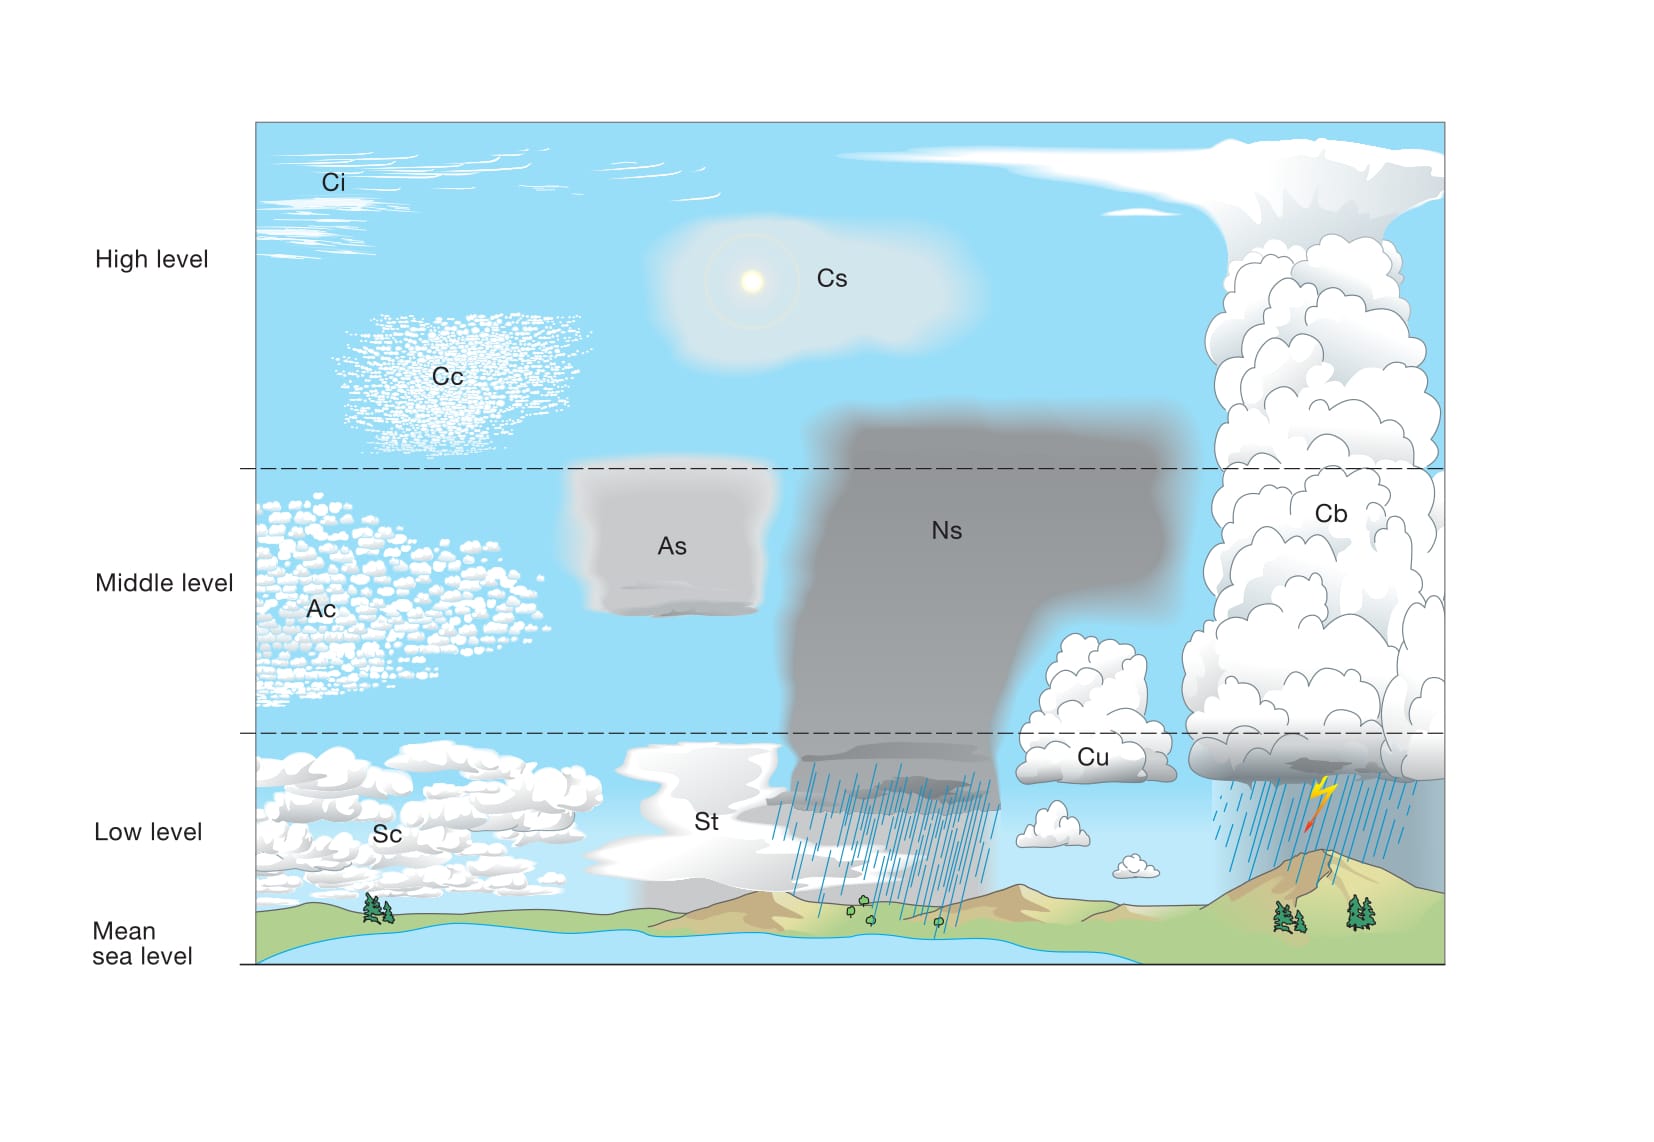 Ci
High level
Cs
Cc
Cb
Ns
As
Middle level
Ac
Cu
St
Low level
Sc
Mean
sea level